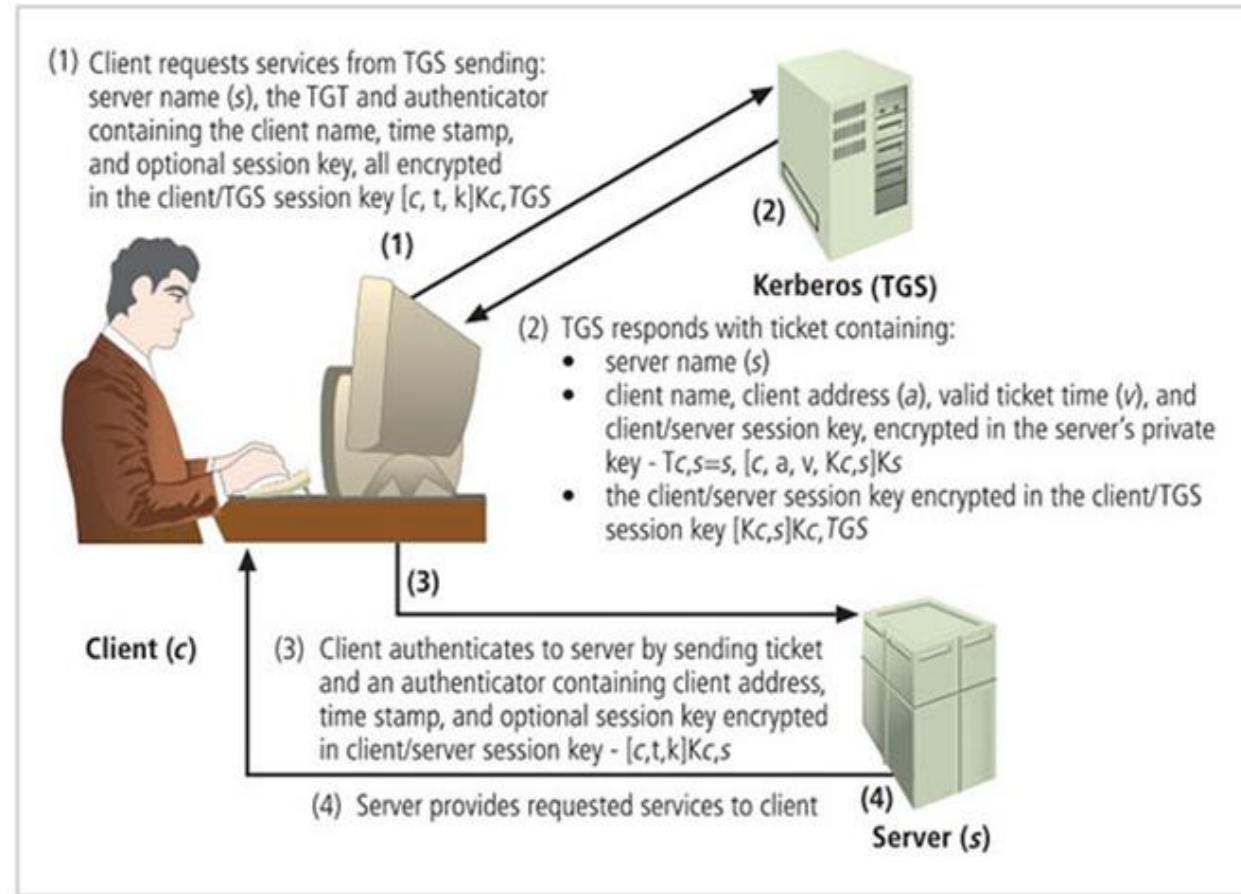 (1) Client requests services from TGS sending:
server name (s), the TGT and authenticator
containing the client name, time stamp,
and optional session key, all encrypted
in the client/TGS session key [c, t, k]Kc,TGS
(1)
(2)
Kerberos (TGS)
(2) TGS responds with ticket containing:
• server name (s)
• client name, client address (a), valid ticket time (v), and
client/server session key, encrypted in the server's private
key - Tc,s=s, [c, a, v, Kc,s]Ks
• the client/server session key encrypted in the client/TGS
session key [Kc,s]Kc,TGS
(3)
Client (c)
(3) Client authenticates to server by sending ticket
and an authenticator containing client address,
time stamp, and optional session key encrypted
in client/server session key - [c,t,k]Kc,s
(4) Server provides requested services to client
(4)
Server (s)